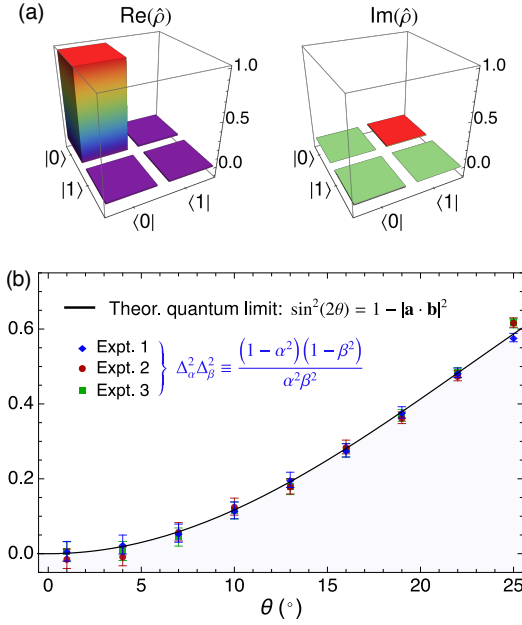 (a)
Re(ρ̂)
Im(ρ̂)
1.0
0.5
0.0
|0⟩
|1⟩
⟨0|
⟨1|
1.0
0.5
0.0
|0⟩
|1⟩
⟨0|
⟨1|
(b)
Theor. quantum limit: sin²(2θ) = 1 − |a · b|²
Expt. 1
Expt. 2
Expt. 3
Δ²_α Δ²_β ≡ (1 − α²)(1 − β²) / α²β²
0.6
0.4
0.2
0.0
0 5 10 15 20 25
θ (°)